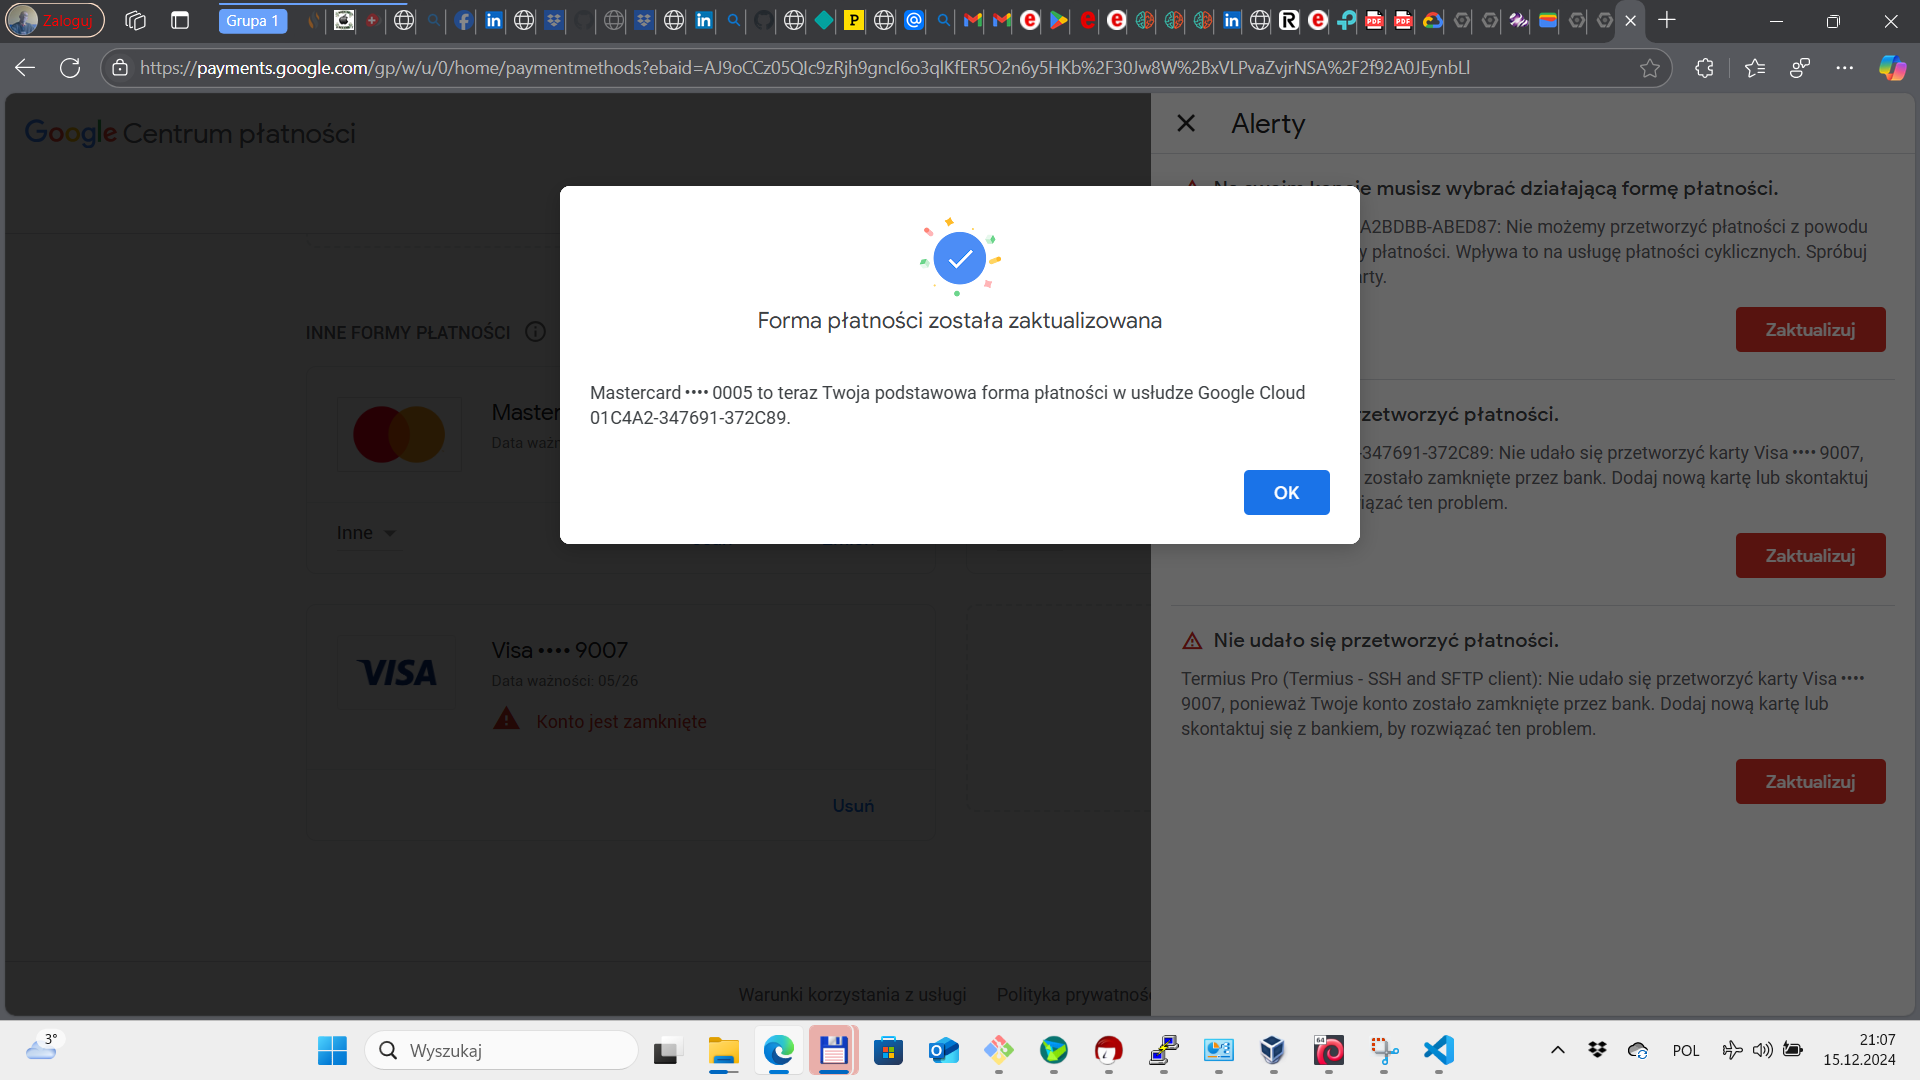 Zaloguj
Grupa 1
https://payments.google.com/gp/w/u/0/home/paymentmethods?ebaid=AJ9oCCz05QIc9zRjh9gncI6o3qlKfER5O2n6y5HKb%2F30Jw8W%2BxVLPvaZvjrNSA%2F2f92A0JEynbLl
Google Centrum płatności
Alerty
musisz wybrać działającą formę płatności.
A2BDBB-ABED87: Nie możemy przetworzyć płatności z powodu
płatności. Wpływa to na usługę płatności cyklicznych. Spróbuj
Zaktualizuj
INNE FORMY PŁATNOŚCI
Forma płatności została zaktualizowana
Mastercard •••• 0005 to teraz Twoja podstawowa forma płatności w usłudze Google Cloud
01C4A2-347691-372C89.
OK
zetworzyć płatności.
-347691-372C89: Nie udało się przetworzyć karty Visa •••• 9007,
zostało zamknięte przez bank. Dodaj nową kartę lub skontaktuj
iązać ten problem.
Zaktualizuj
Master
Data ważn
Inne
Visa •••• 9007
Data ważności: 05/26
Konto jest zamknięte
Usuń
VISA
Nie udało się przetworzyć płatności.
Termius Pro (Termius - SSH and SFTP client): Nie udało się przetworzyć karty Visa ••••
9007, ponieważ Twoje konto zostało zamknięte przez bank. Dodaj nową kartę lub
skontaktuj się z bankiem, by rozwiązać ten problem.
Zaktualizuj
Warunki korzystania z usługi
Polityka prywatnoś
3°
Wyszukaj
POL
21:07
15.12.2024